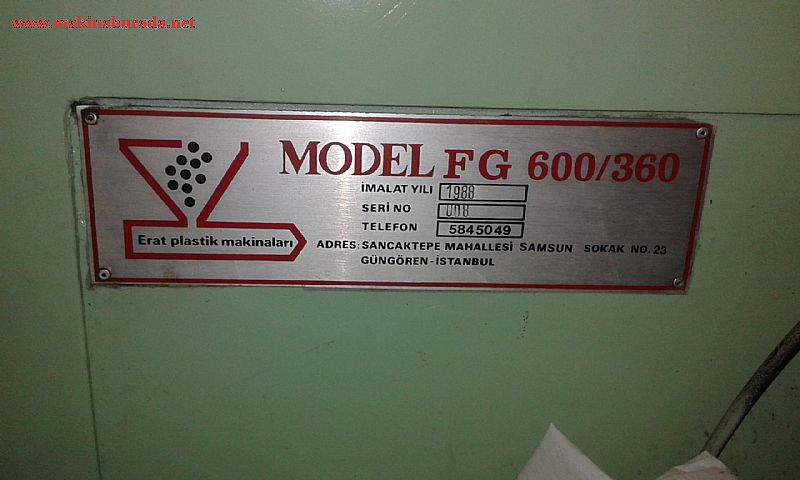 www.makinaburada.net
MODEL FG 600/360
İMALAT YILI 1988
SERİ NO 008
TELEFON 5845049
Erat plastik makinaları
ADRES: SANCAKTEPE MAHALLESİ SAMSUN SOKAK NO. 23
GÜNGÖREN-İSTANBUL